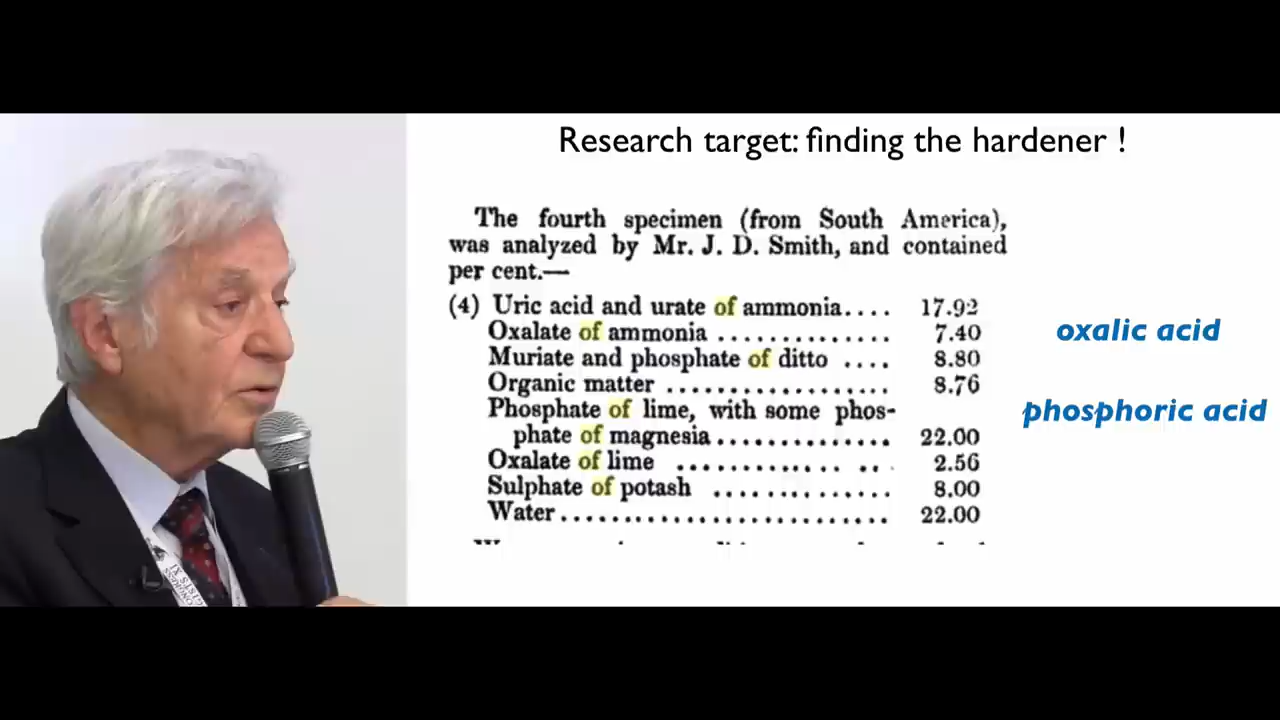 Research target: finding the hardener !
The fourth specimen (from South America),
was analyzed by Mr. J. D. Smith, and contained
per cent.—
(4) Uric acid and urate of ammonia.... 17.92
Oxalate of ammonia .............. 7.40
Muriate and phosphate of ditto .... 8.80
Organic matter .................. 8.76
Phosphate of lime, with some phos-
phate of magnesia.............. 22.00
Oxalate of lime ............ .. 2.56
Sulphate of potash .............. 8.00
Water........................... 22.00
oxalic acid
phosphoric acid
CONGRESS
GISTS XI